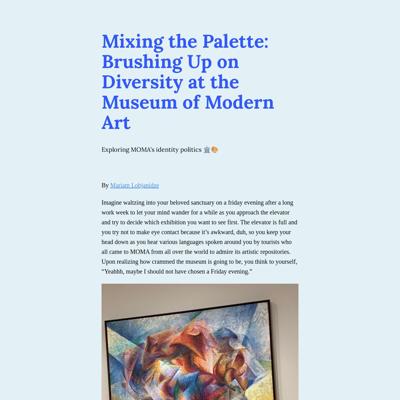 Mixing the Palette:
Brushing Up on
Diversity at the
Museum of Modern
Art
Exploring MOMA's identity politics 🏛️🎨
By Mariam Lobjanidze
Imagine waltzing into your beloved sanctuary on a friday evening after a long
work week to let your mind wander for a while as you approach the elevator
and try to decide which exhibition you want to see first. The elevator is full and
you try not to make eye contact because it's awkward, duh, so you keep your
head down as you hear various languages spoken around you by tourists who
all came to MOMA from all over the world to admire its artistic repositories.
Upon realizing how crammed the museum is going to be, you think to yourself,
"Yeahhh, maybe I should not have chosen a Friday evening."